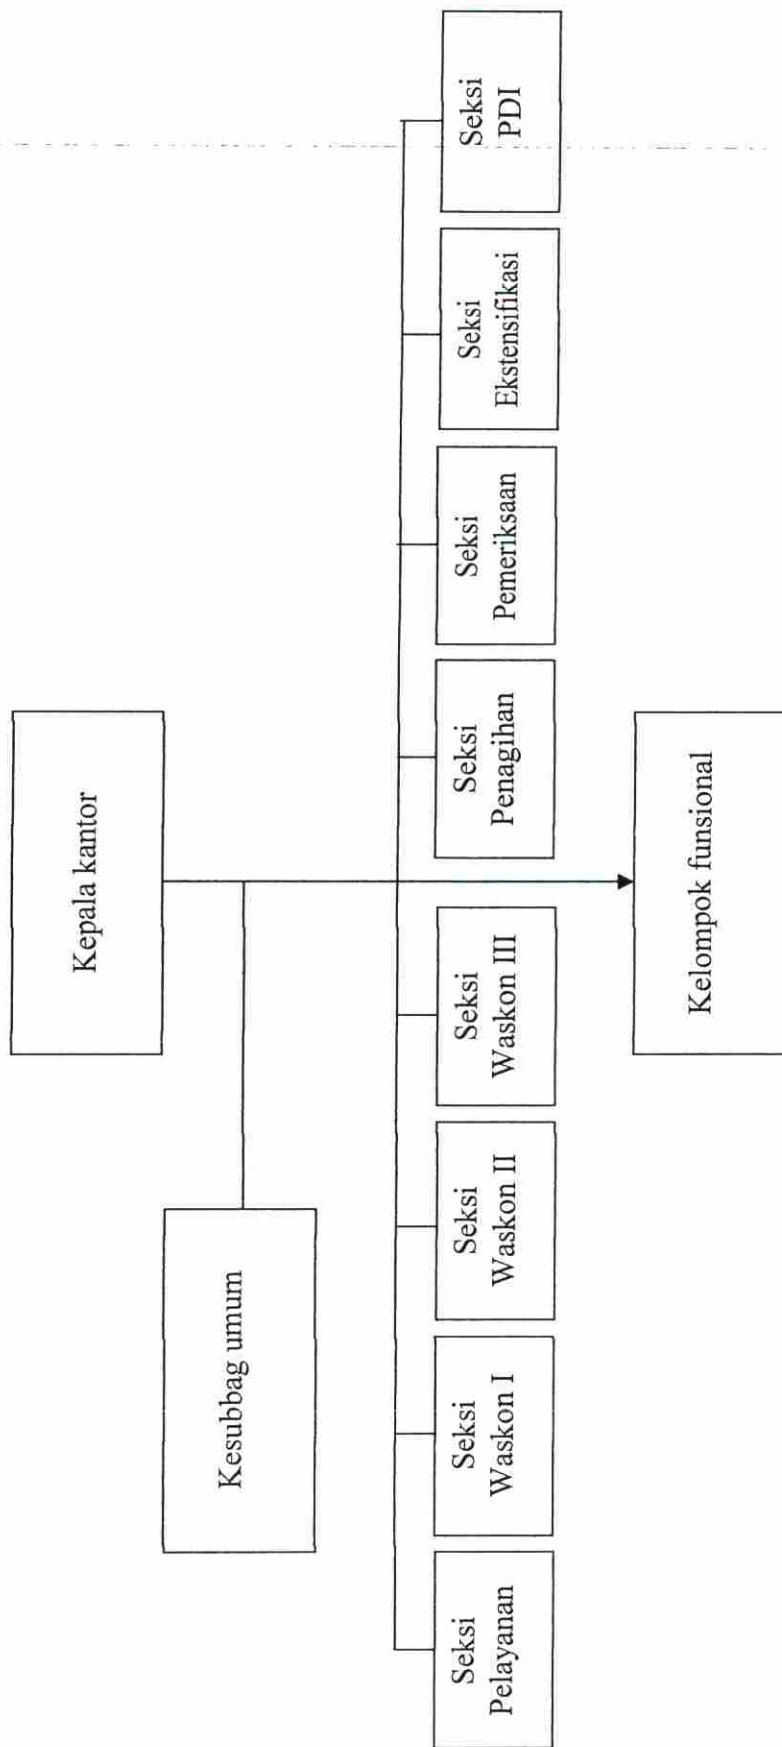 Kepala kantor
Kesubbag umum
Seksi
Pelayanan
Seksi
Waskon I
Seksi
Waskon II
Seksi
Waskon III
Seksi
Penagihan
Seksi
Pemeriksaan
Seksi
Ekstensifikasi
Seksi
PDI
Kelompok funsional